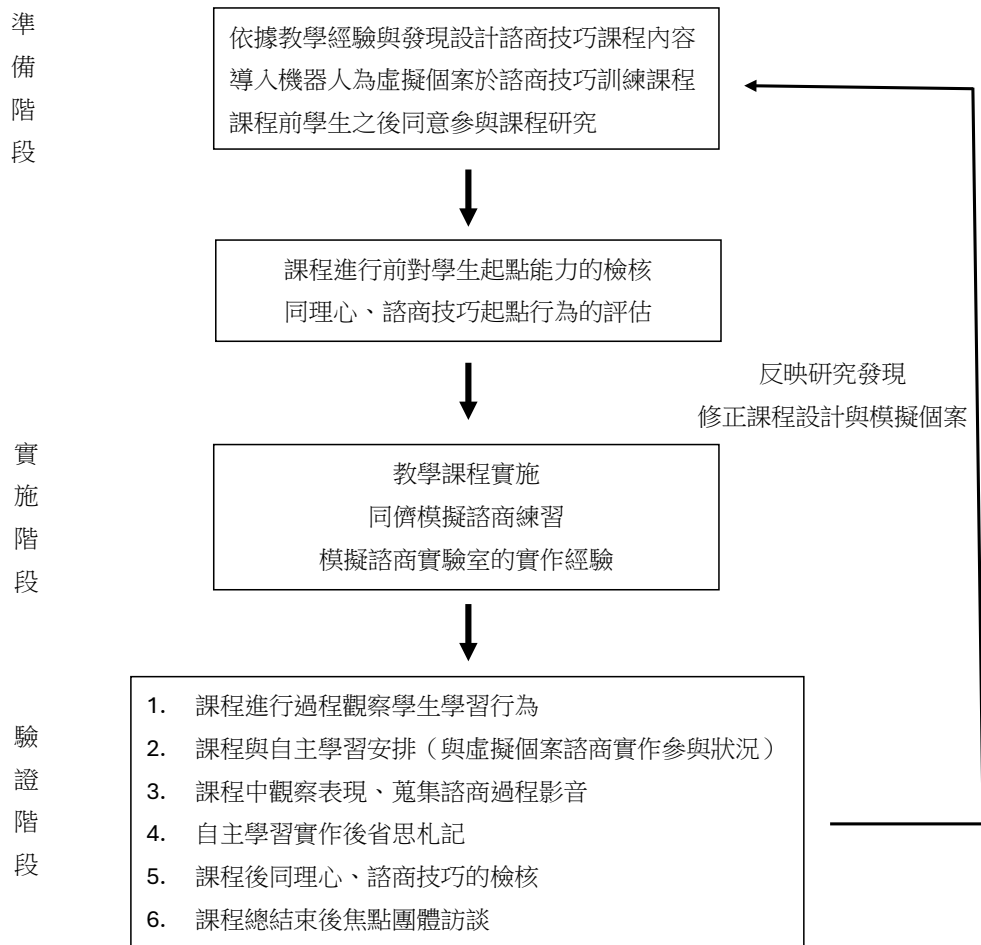 準備階段
依據教學經驗與發現設計諮商技巧課程內容
導入機器人為虛擬個案於諮商技巧訓練課程
課程前學生之後同意參與課程研究
課程進行前對學生起點能力的檢核
同理心、諮商技巧起點行為的評估
反映研究發現
修正課程設計與模擬個案
實施階段
教學課程實施
同儕模擬諮商練習
模擬諮商實驗室的實作經驗
驗證階段
1. 課程進行過程觀察學生學習行為
2. 課程與自主學習安排（與虛擬個案諮商實作參與狀況）
3. 課程中觀察表現、蒐集諮商過程影音
4. 自主學習實作後省思札記
5. 課程後同理心、諮商技巧的檢核
6. 課程總結束後焦點團體訪談